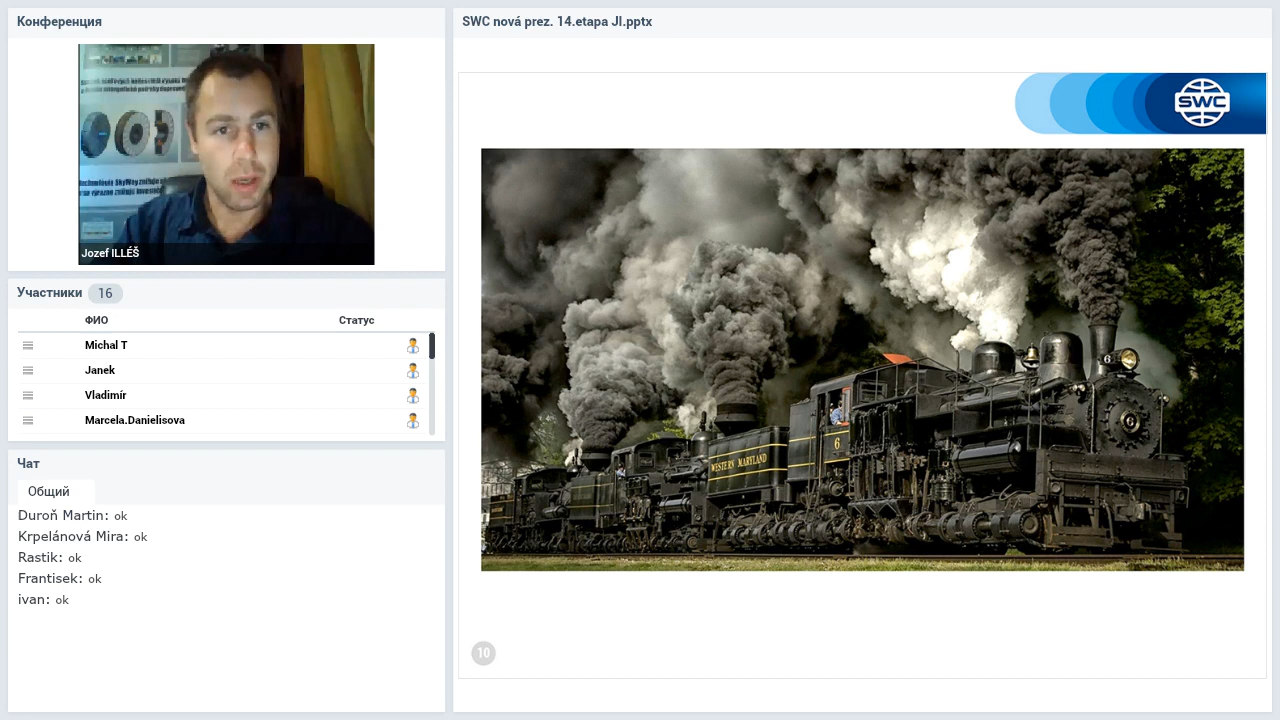 Конференция
Jozef ILLÉŠ
Участники 16
ФИО Статус
Michal T
Janek
Vladimír
Marcela.Danielisova
Чат
Общий
Duroň Martin: ok
Krpelánová Mira: ok
Rastik: ok
Frantisek: ok
ivan: ok
SWC nová prez. 14.etapa JI.pptx
SWC
6
6
6
WESTERN MARYLAND
10